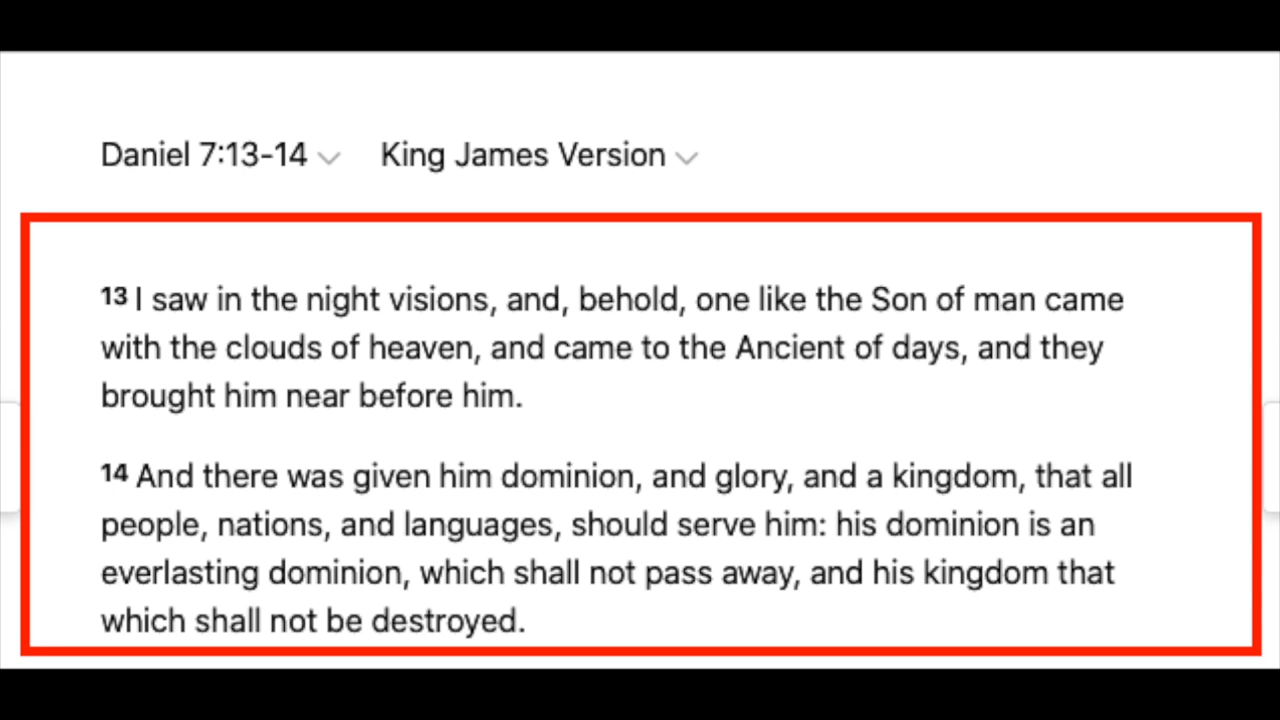 Daniel 7:13-14 King James Version
13 I saw in the night visions, and, behold, one like the Son of man came
with the clouds of heaven, and came to the Ancient of days, and they
brought him near before him.
14 And there was given him dominion, and glory, and a kingdom, that all
people, nations, and languages, should serve him: his dominion is an
everlasting dominion, which shall not pass away, and his kingdom that
which shall not be destroyed.